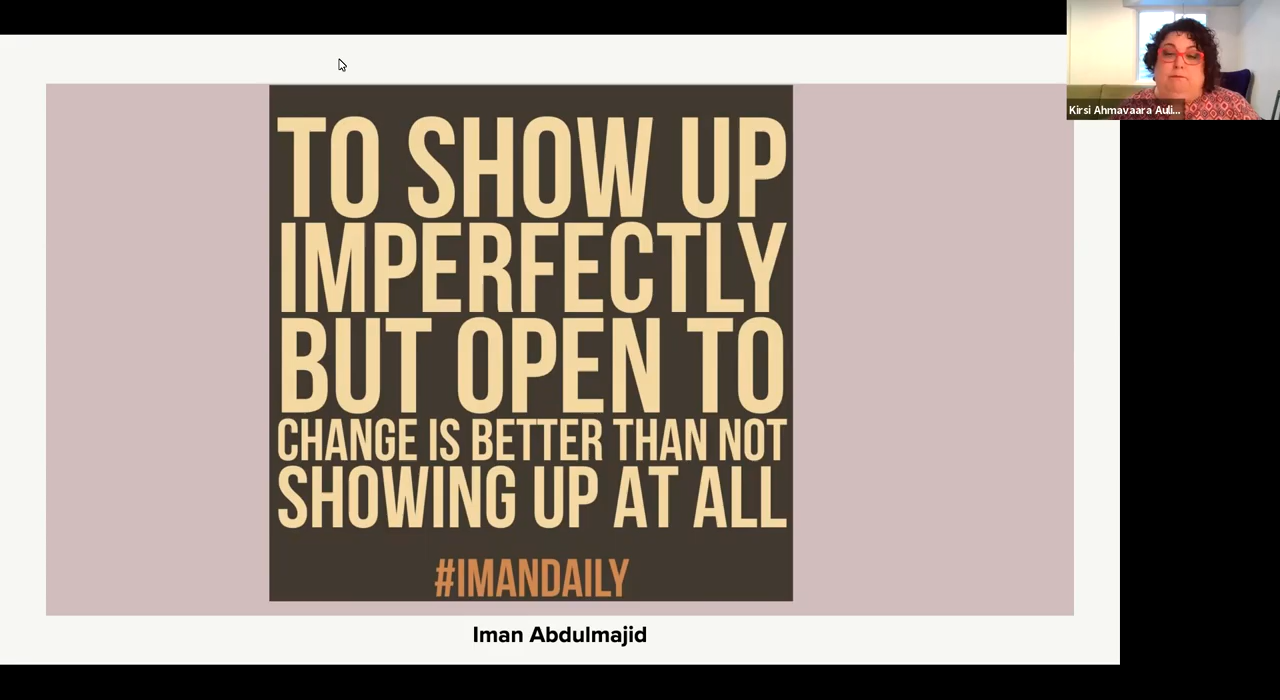 TO SHOW UP
IMPERFECTLY
BUT OPEN TO
CHANGE IS BETTER THAN NOT
SHOWING UP AT ALL
#IMANDAILY
Iman Abdulmajid
Kirsi Ahmavaara Auli...